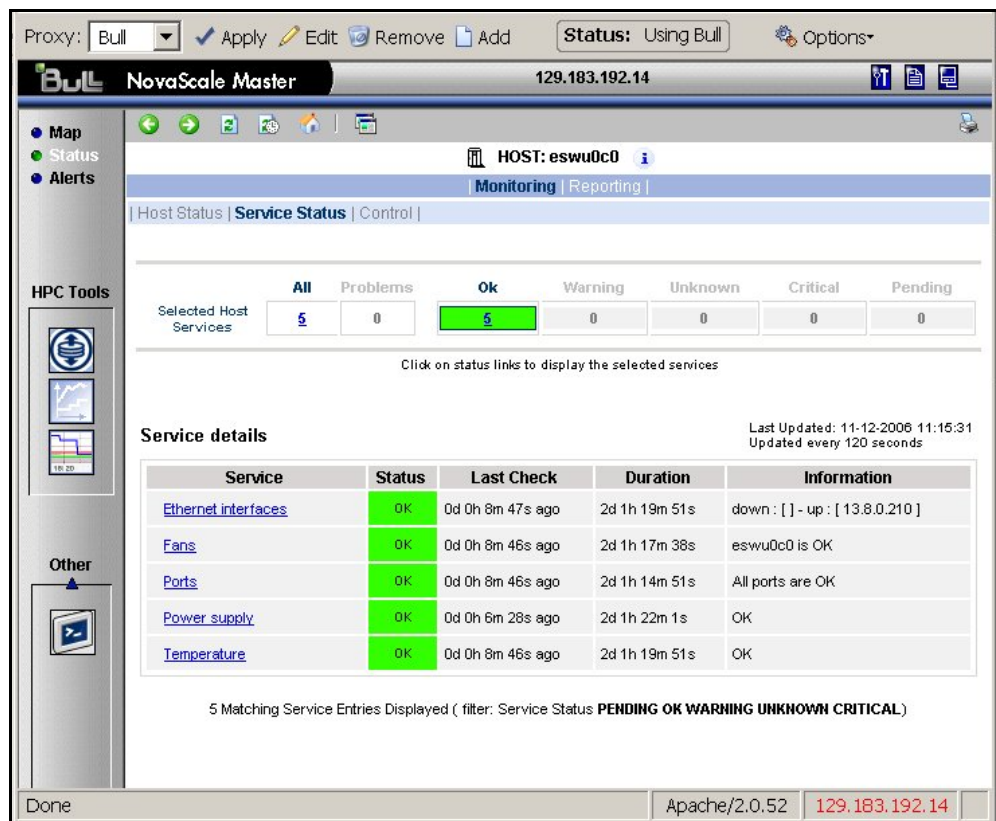 Proxy: Bull Apply Edit Remove Add Status: Using Bull Options
Bull NovaScale Master 129.183.192.14
Map
Status
Alerts
HOST: eswu0c0 i
| Monitoring | Reporting |
| Host Status | Service Status | Control |
HPC Tools
All Problems Ok Warning Unknown Critical Pending
Selected Host Services 5 0 5 0 0 0 0
Click on status links to display the selected services
Service details
Last Updated: 11-12-2006 11:15:31
Updated every 120 seconds
Service Status Last Check Duration Information
Ethernet interfaces OK 0d 0h 8m 47s ago 2d 1h 19m 51s down : [ ] - up : [ 13.8.0.210 ]
Fans OK 0d 0h 8m 46s ago 2d 1h 17m 38s eswu0c0 is OK
Ports OK 0d 0h 8m 46s ago 2d 1h 14m 51s All ports are OK
Power supply OK 0d 0h 6m 28s ago 2d 1h 22m 1s OK
Temperature OK 0d 0h 8m 46s ago 2d 1h 19m 51s OK
Other
5 Matching Service Entries Displayed ( filter: Service Status PENDING OK WARNING UNKNOWN CRITICAL)
Done Apache/2.0.52 129.183.192.14